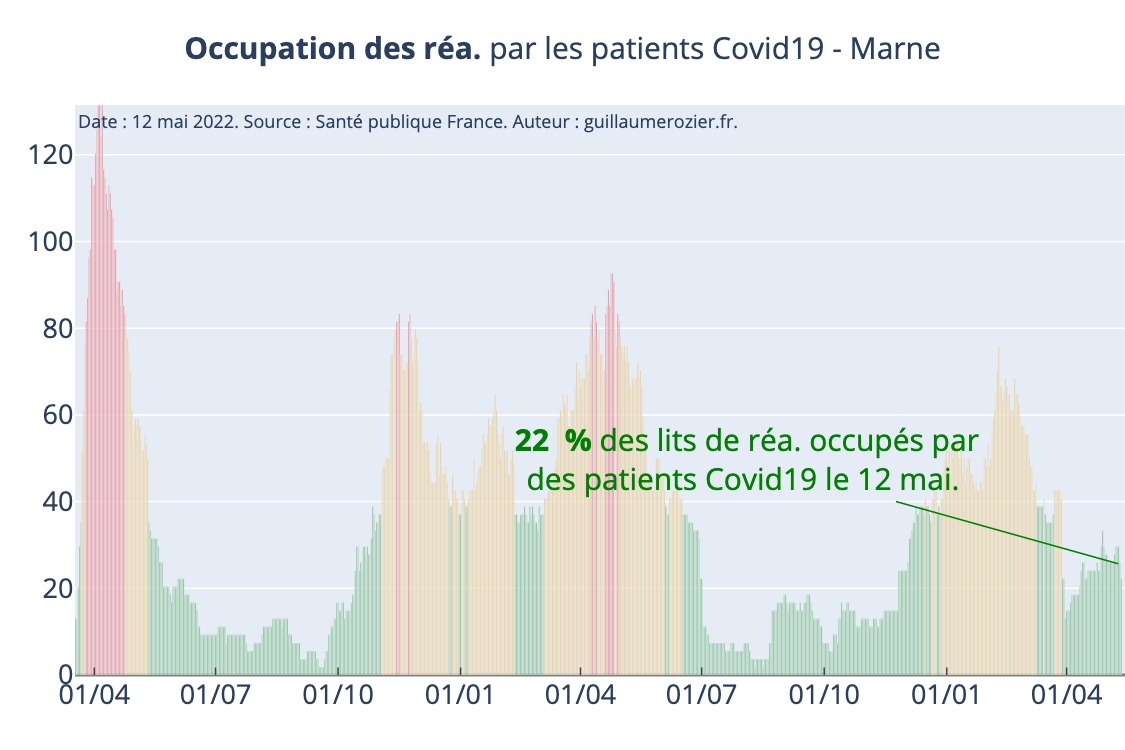 Occupation des réa. par les patients Covid19 - Marne
Date : 12 mai 2022. Source : Santé publique France. Auteur : guillaumerozier.fr.
120
100
80
60
40
20
0
22  % des lits de réa. occupés par
des patients Covid19 le 12 mai.
01/04 01/07 01/10 01/01 01/04 01/07 01/10 01/01 01/04